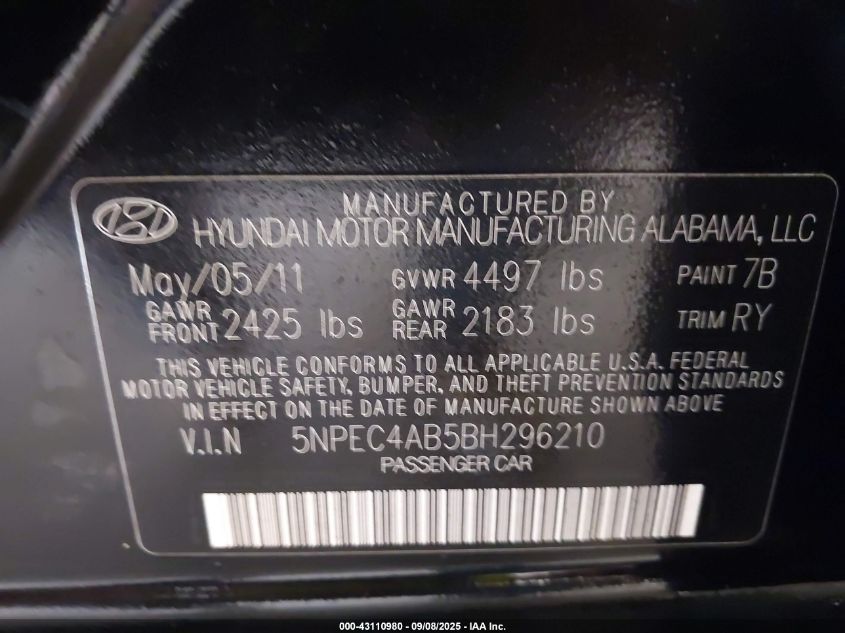 MANUFACTURED BY
HYUNDAI MOTOR MANUFACTURING ALABAMA, LLC
May/05/11 GVWR 4497 lbs PAINT 7B
GAWR FRONT 2425 lbs GAWR REAR 2183 lbs TRIM RY
THIS VEHICLE CONFORMS TO ALL APPLICABLE U.S.A. FEDERAL
MOTOR VEHICLE SAFETY, BUMPER, AND THEFT PREVENTION STANDARDS
IN EFFECT ON THE DATE OF MANUFACTURE SHOWN ABOVE
V.I.N 5NPEC4AB5BH296210
PASSENGER CAR
000-43110980 - 09/08/2025 - IAA Inc.